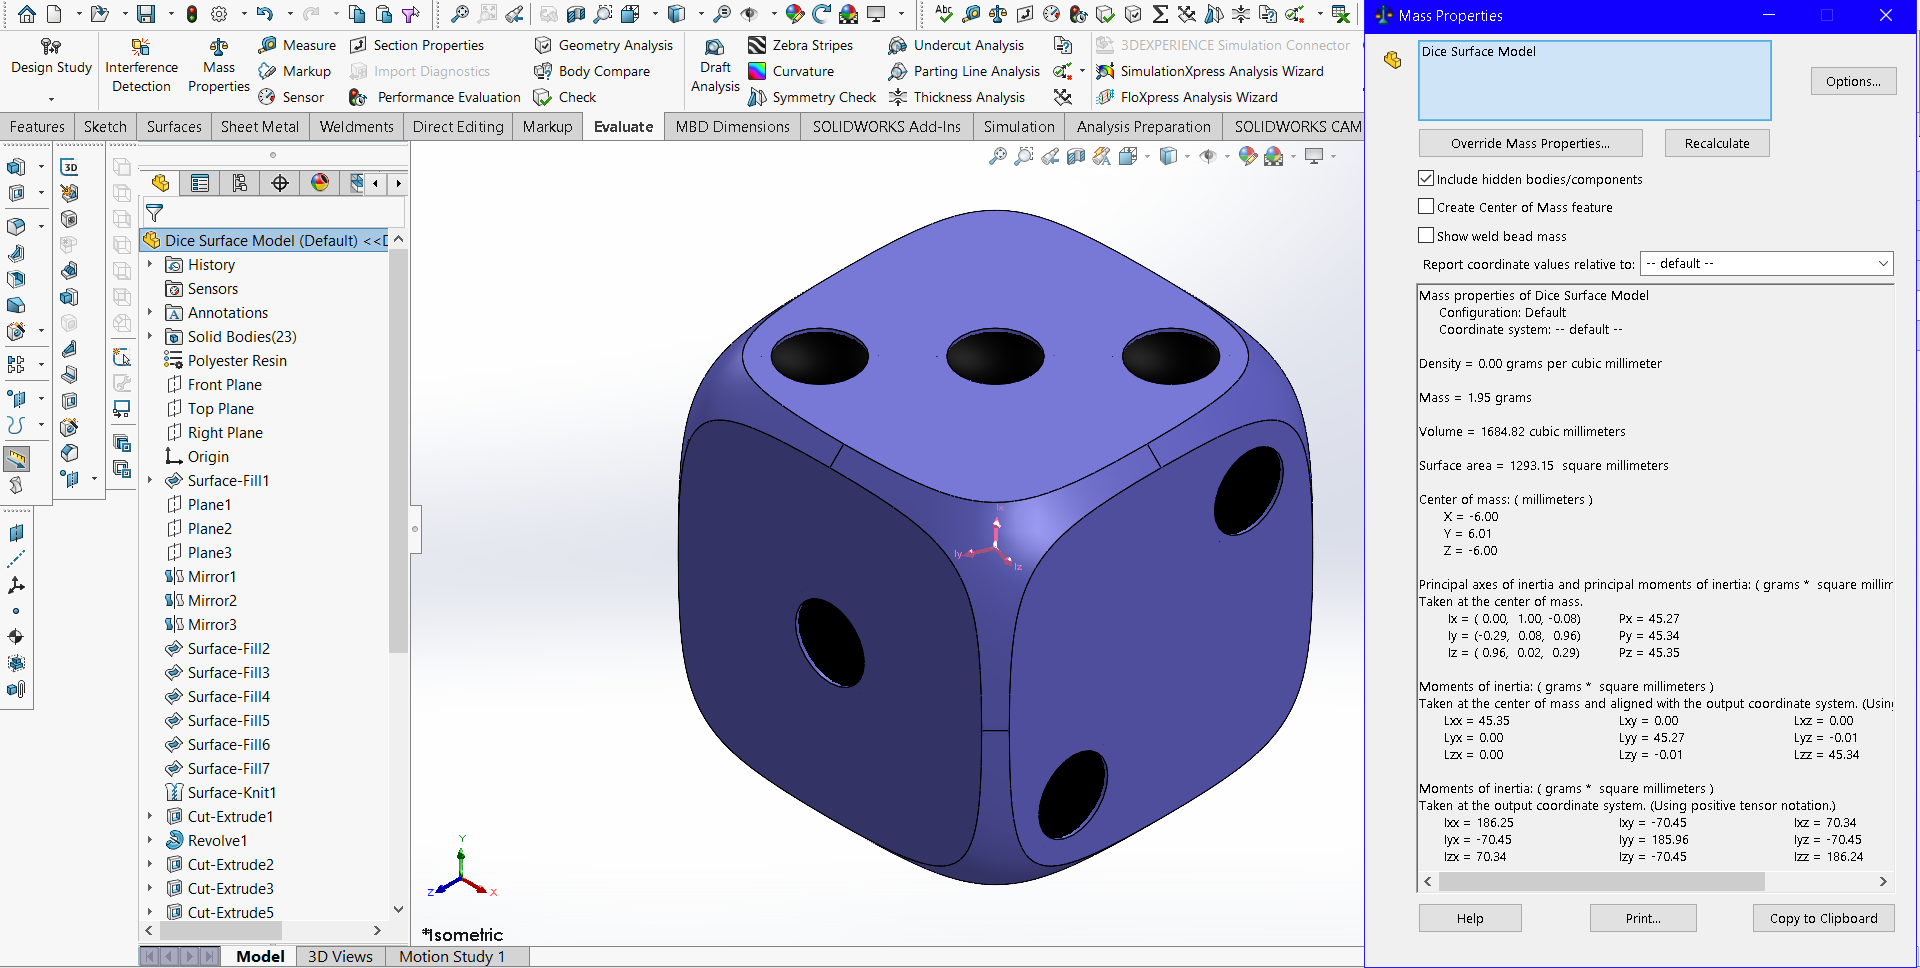 Mass Properties
Design Study
Interference Detection
Mass Properties
Measure
Markup
Sensor
Section Properties
Import Diagnostics
Performance Evaluation
Geometry Analysis
Body Compare
Check
Draft Analysis
Zebra Stripes
Curvature
Symmetry Check
Undercut Analysis
Parting Line Analysis
Thickness Analysis
3DEXPERIENCE Simulation Connector
SimulationXpress Analysis Wizard
FloXpress Analysis Wizard
Features Sketch Surfaces Sheet Metal Weldments Direct Editing Markup Evaluate MBD Dimensions SOLIDWORKS Add-Ins Simulation Analysis Preparation SOLIDWORKS CAM
3D
Dice Surface Model (Default) <<D
History
Sensors
Annotations
Solid Bodies(23)
Polyester Resin
Front Plane
Top Plane
Right Plane
Origin
Surface-Fill1
Plane1
Plane2
Plane3
Mirror1
Mirror2
Mirror3
Surface-Fill2
Surface-Fill3
Surface-Fill4
Surface-Fill5
Surface-Fill6
Surface-Fill7
Surface-Knit1
Cut-Extrude1
Revolve1
Cut-Extrude2
Cut-Extrude3
Cut-Extrude5
Ix
Iy
Iz
Y
Z
X
*Isometric
Model 3D Views Motion Study 1
Dice Surface Model
Options...
Override Mass Properties... Recalculate
Include hidden bodies/components
Create Center of Mass feature
Show weld bead mass
Report coordinate values relative to: -- default --
Mass properties of Dice Surface Model
Configuration: Default
Coordinate system: -- default --
Density = 0.00 grams per cubic millimeter
Mass = 1.95 grams
Volume = 1684.82 cubic millimeters
Surface area = 1293.15 square millimeters
Center of mass: ( millimeters )
X = -6.00
Y = 6.01
Z = -6.00
Principal axes of inertia and principal moments of inertia: ( grams * square millim
Taken at the center of mass.
Ix = ( 0.00, 1.00, -0.08) Px = 45.27
Iy = (-0.29, 0.08, 0.96) Py = 45.34
Iz = ( 0.96, 0.02, 0.29) Pz = 45.35
Moments of inertia: ( grams * square millimeters )
Taken at the center of mass and aligned with the output coordinate system. (Usin
Lxx = 45.35 Lxy = 0.00 Lxz = 0.00
Lyx = 0.00 Lyy = 45.27 Lyz = -0.01
Lzx = 0.00 Lzy = -0.01 Lzz = 45.34
Moments of inertia: ( grams * square millimeters )
Taken at the output coordinate system. (Using positive tensor notation.)
Ixx = 186.25 Ixy = -70.45 Ixz = 70.34
Iyx = -70.45 Iyy = 185.96 Iyz = -70.45
Izx = 70.34 Izy = -70.45 Izz = 186.24
Help Print... Copy to Clipboard